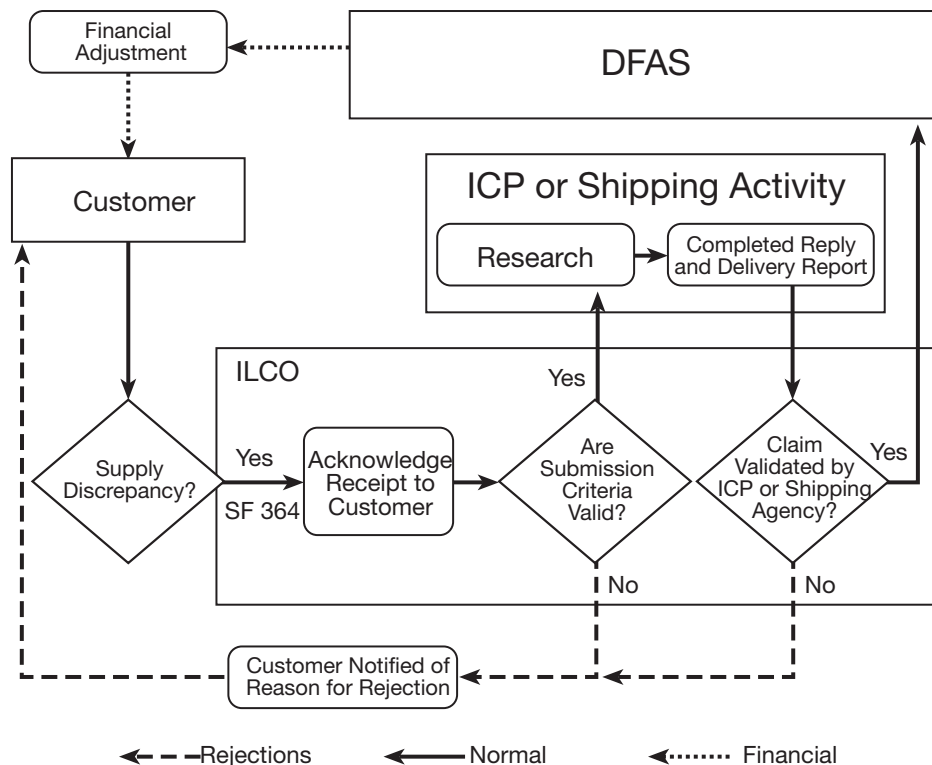 Financial
Adjustment
DFAS
Customer
ICP or Shipping Activity
Research
Completed Reply
and Delivery Report
ILCO
Yes
Supply
Discrepancy?
Yes
SF 364
Acknowledge
Receipt to
Customer
Are
Submission
Criteria
Valid?
Claim
Validated by
ICP or Shipping
Agency?
Yes
No
No
Customer Notified of
Reason for Rejection
Rejections
Normal
Financial